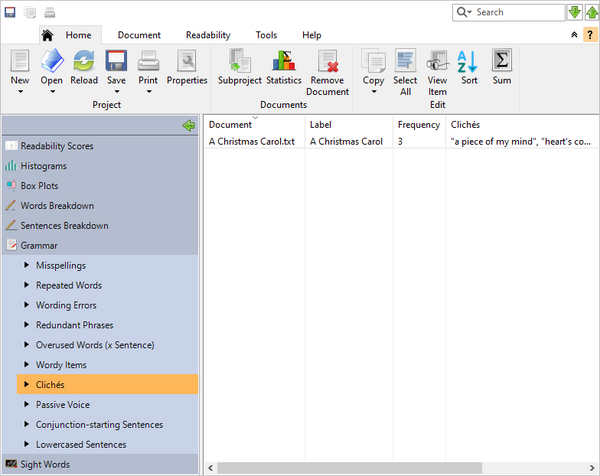 Search
Home Document Readability Tools Help
?
New Open Reload Save Print Properties Subproject Statistics Remove Document Copy Select All View Item Sort Sum
Project Documents Edit
Document Label Frequency Clichés
A Christmas Carol.txt A Christmas Carol 3 "a piece of my mind", "heart's co...
Readability Scores
Histograms
Box Plots
Words Breakdown
Sentences Breakdown
Grammar
Misspellings
Repeated Words
Wording Errors
Redundant Phrases
Overused Words (x Sentence)
Wordy Items
Clichés
Passive Voice
Conjunction-starting Sentences
Lowercased Sentences
Sight Words